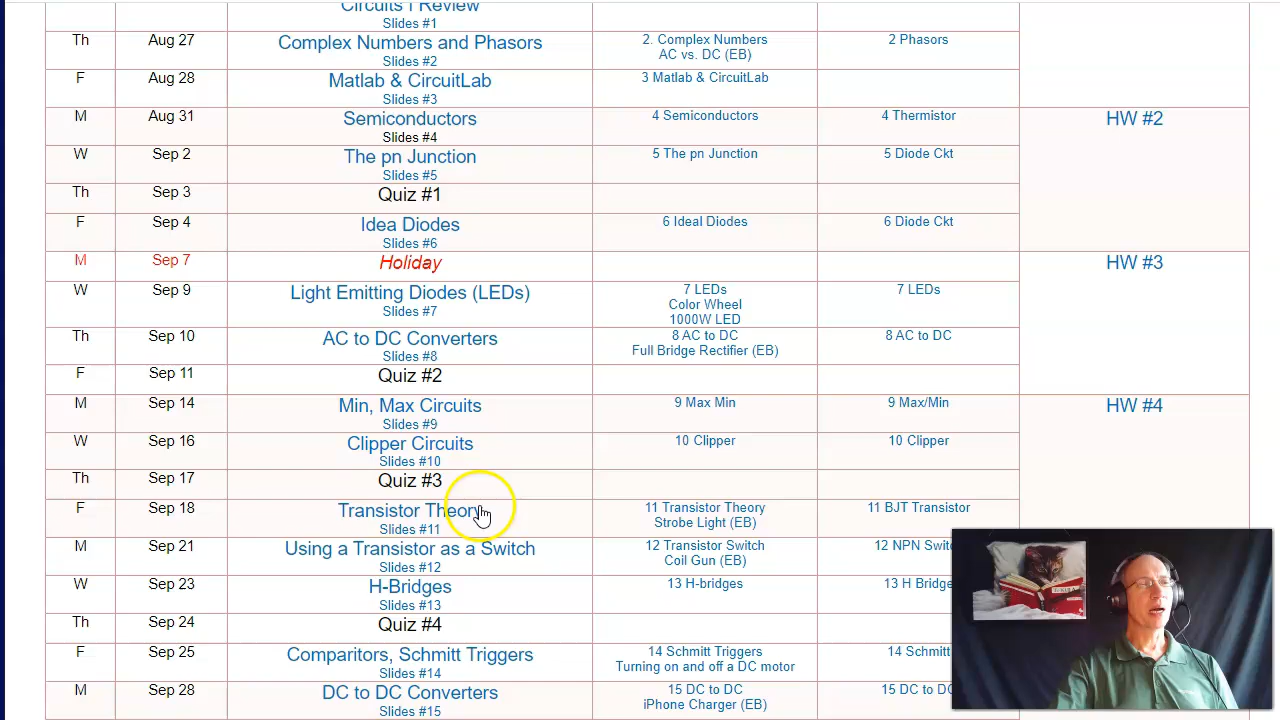 Circuits I Review
Slides #1
Th Aug 27 Complex Numbers and Phasors 2. Complex Numbers 2 Phasors
Slides #2 AC vs. DC (EB)
F Aug 28 Matlab & CircuitLab 3 Matlab & CircuitLab
Slides #3
M Aug 31 Semiconductors 4 Semiconductors 4 Thermistor HW #2
Slides #4
W Sep 2 The pn Junction 5 The pn Junction 5 Diode Ckt
Slides #5
Th Sep 3 Quiz #1
F Sep 4 Idea Diodes 6 Ideal Diodes 6 Diode Ckt
Slides #6
M Sep 7 Holiday HW #3
W Sep 9 Light Emitting Diodes (LEDs) 7 LEDs 7 LEDs
Slides #7 Color Wheel
1000W LED
Th Sep 10 AC to DC Converters 8 AC to DC 8 AC to DC
Slides #8 Full Bridge Rectifier (EB)
F Sep 11 Quiz #2
M Sep 14 Min, Max Circuits 9 Max Min 9 Max/Min HW #4
Slides #9
W Sep 16 Clipper Circuits 10 Clipper 10 Clipper
Slides #10
Th Sep 17 Quiz #3
F Sep 18 Transistor Theory 11 Transistor Theory 11 BJT Transistor
Slides #11 Strobe Light (EB)
M Sep 21 Using a Transistor as a Switch 12 Transistor Switch 12 NPN Swit
Slides #12 Coil Gun (EB)
W Sep 23 H-Bridges 13 H-bridges 13 H Bridge
Slides #13
Th Sep 24 Quiz #4
F Sep 25 Comparitors, Schmitt Triggers 14 Schmitt Triggers 14 Schmitt
Slides #14 Turning on and off a DC motor
M Sep 28 DC to DC Converters 15 DC to DC 15 DC to DC
Slides #15 iPhone Charger (EB)